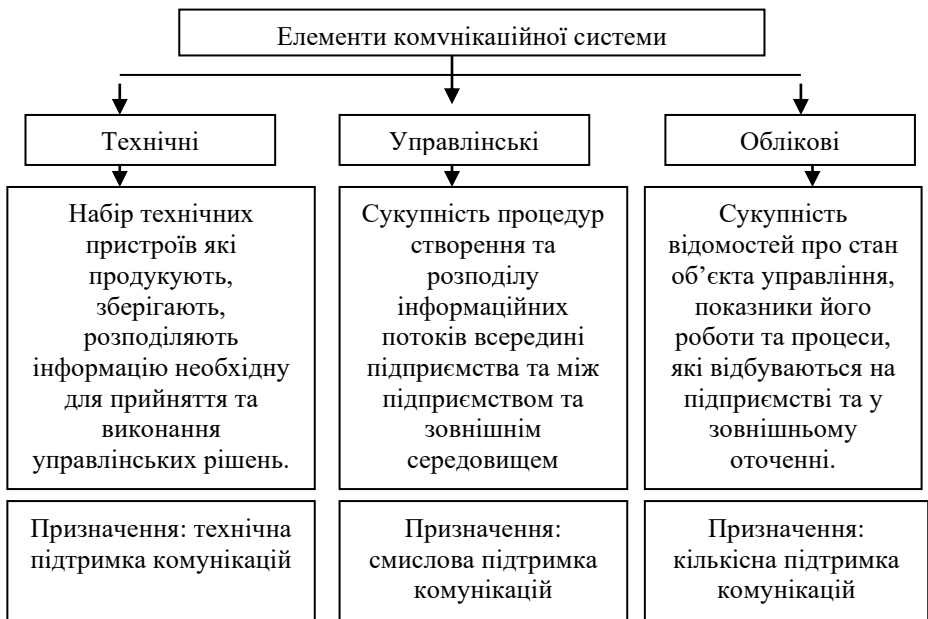 Елементи комунікаційної системи
Технічні
Управлінські
Облікові
Набір технічних
пристроїв які
продукують,
зберігають,
розподіляють
інформацію необхідну
для прийняття та
виконання
управлінських рішень.
Сукупність процедур
створення та
розподілу
інформаційних
потоків всередині
підприємства та між
підприємством та
зовнішнім
середовищем
Сукупність
відомостей про стан
об’єкта управління,
показники його
роботи та процеси,
які відбуваються на
підприємстві та у
зовнішньому
оточенні.
Призначення: технічна
підтримка комунікацій
Призначення:
смислова підтримка
комунікацій
Призначення:
кількісна підтримка
комунікацій